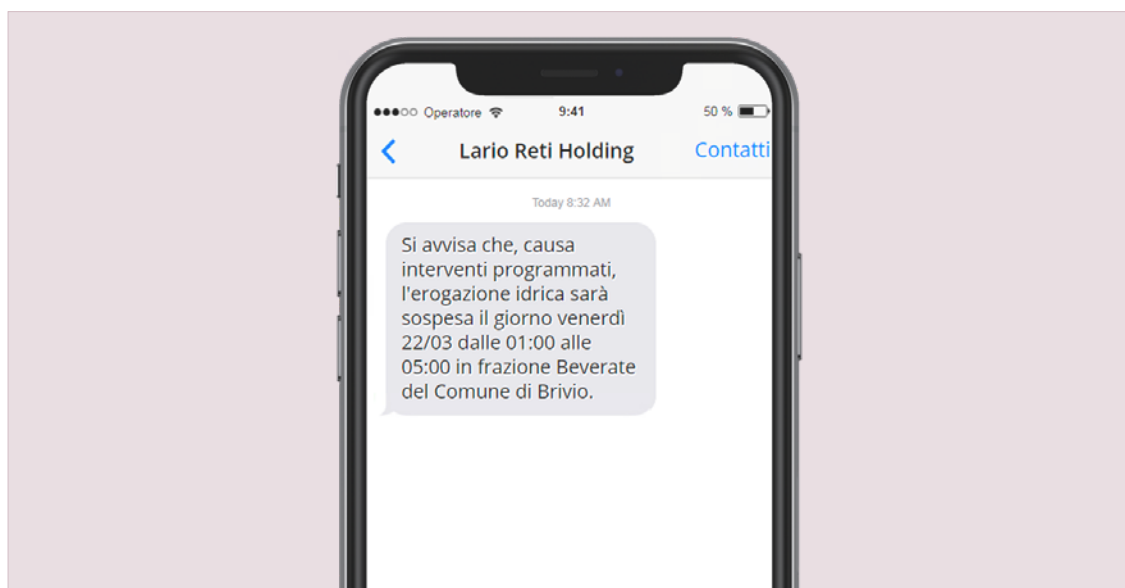 ●●●○○ Operatore 9:41 50 %
Lario Reti Holding Contatti
Today 8:32 AM
Si avvisa che, causa
interventi programmati,
l'erogazione idrica sarà
sospesa il giorno venerdì
22/03 dalle 01:00 alle
05:00 in frazione Beverate
del Comune di Brivio.